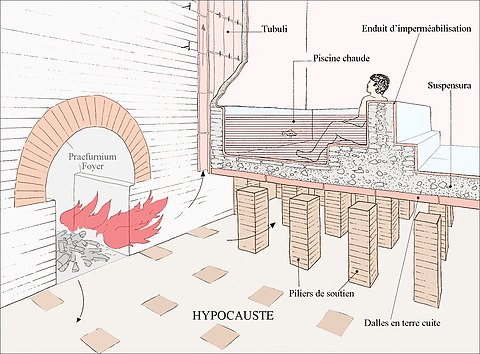 Tubuli
Enduit d'imperméabilisation
Piscine chaude
Suspensura
Praefurnium
Foyer
Piliers de soutien
HYPOCAUSTE
Dalles en terre cuite